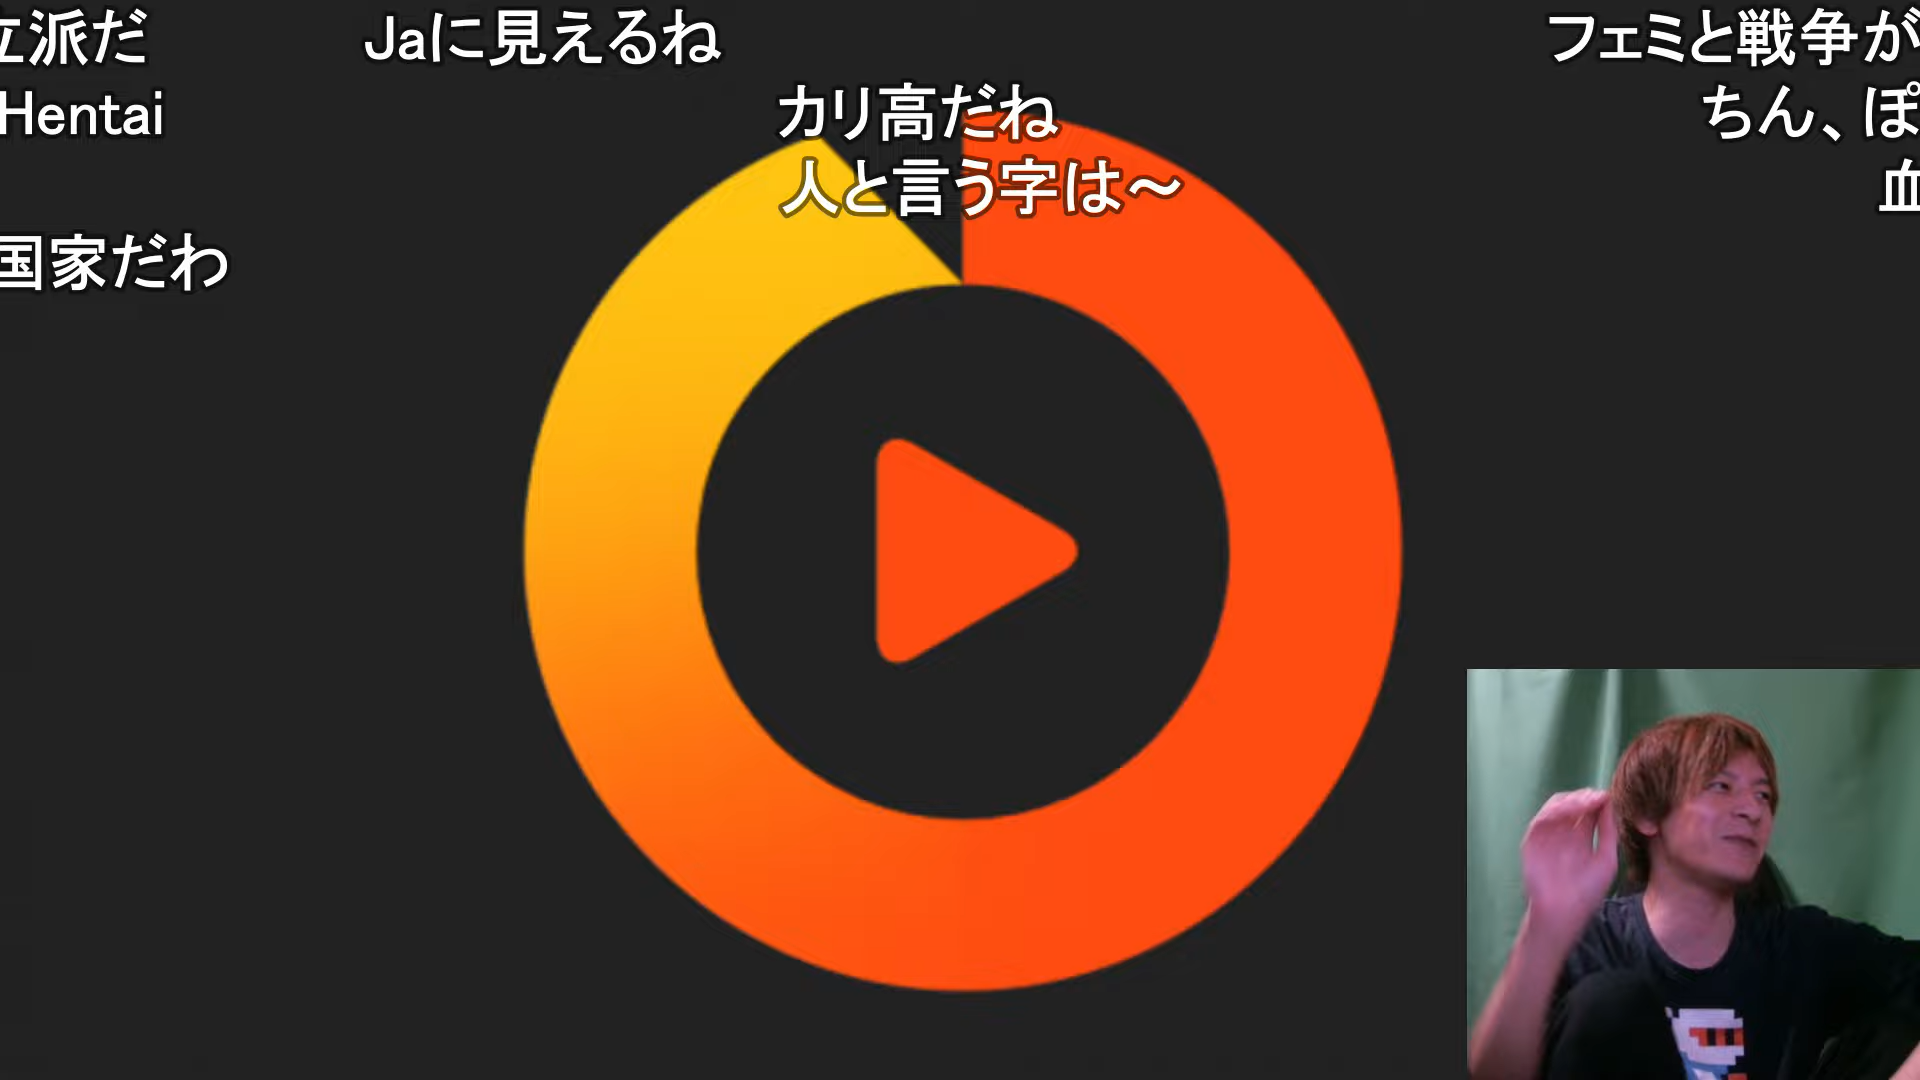 立派だ
Jaに見えるね
フェミと戦争が
Hentai
カリ高だね
ちん、ぽ
人と言う字は～
血
国家だわ